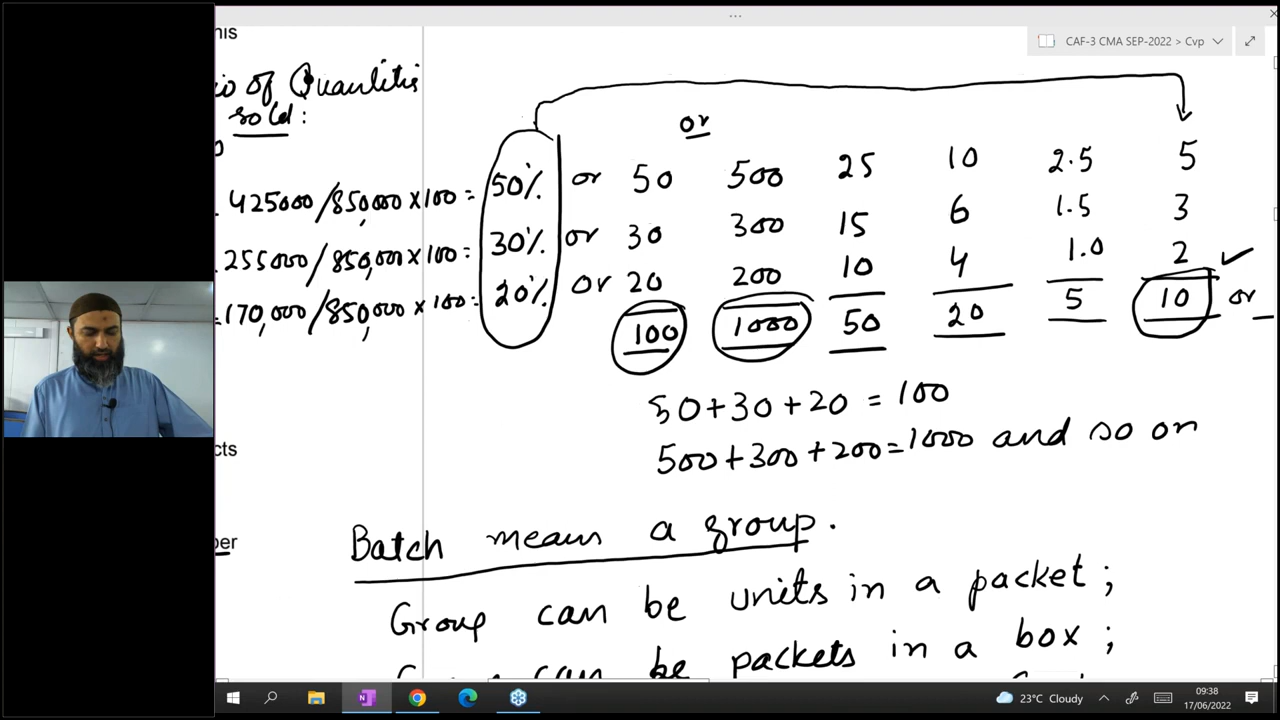 CAF-3 CMA SEP-2022 > Cvp
his
io of Quantitis
sold:
or
425000/850,000×100= 50% or 50 500 25 10 2.5 5
255000/850,000×100= 30% or 30 300 15 6 1.5 3
=170,000/850,000×100= 20% or 20 200 10 4 1.0 2
100 1000 50 20 5 10 or
50+30+20 = 100
500+300+200=1000 and so on
cts
Batch means a group.
per
Group can be units in a packet;
can be packets in a box;
23°C Cloudy
09:38
17/06/2022